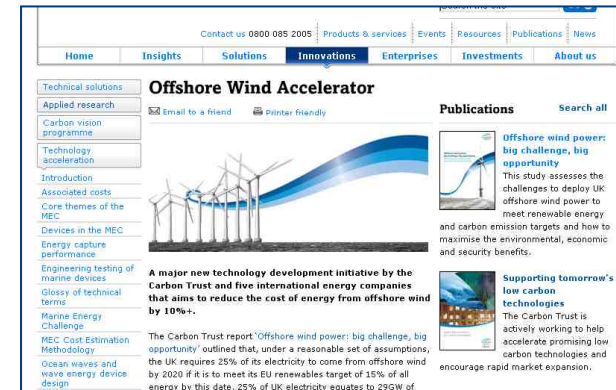 Contact us 0800 085 2005
Products & services
Events
Resources
Publications
News
Home
Insights
Solutions
Innovations
Enterprises
Investments
About us
Technical solutions
Applied research
Carbon vision
programme
Technology
acceleration
Introduction
Associated costs
Core themes of the
MEC
Devices in the MEC
Energy capture
performance
Engineering testing of
marine devices
Glossy of technical
terms
Marine Energy
Challenge
MEC Cost Estimation
Methodology
Ocean waves and
wave energy device
design
Offshore Wind Accelerator
Email to a friend
Printer friendly
A major new technology development initiative by the
Carbon Trust and five international energy companies
that aims to reduce the cost of energy from offshore wind
by 10%+.
The Carbon Trust report 'Offshore wind power: big challenge, big
opportunity' outlined that, under a reasonable set of assumptions,
the UK requires 25% of its electricity to come from offshore wind
by 2020 if it is to meet its EU renewables target of 15% of all
energy by this date. 25% of UK electricity equates to 29GW of
Publications
Search all
Offshore wind power:
big challenge, big
opportunity
This study assesses the
challenges to deploy UK
offshore wind power to
meet renewable energy
and carbon emission targets and how to
maximise the environmental, economic
and security benefits.
Supporting tomorrow's
low carbon
technologies
The Carbon Trust is
actively working to help
accelerate promising low
carbon technologies and
encourage rapid market expansion.